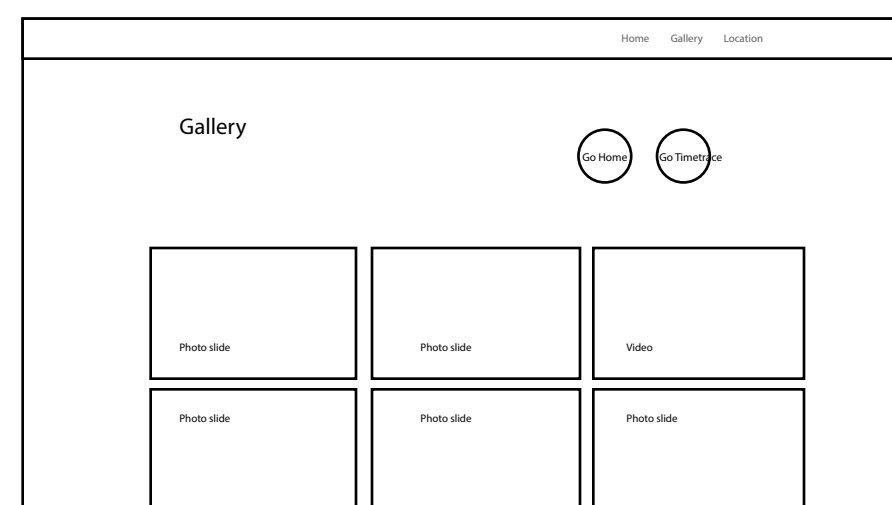 Home Gallery Location
Gallery
Go Home Go Timetrace
Photo slide Photo slide Video
Photo slide Photo slide Photo slide